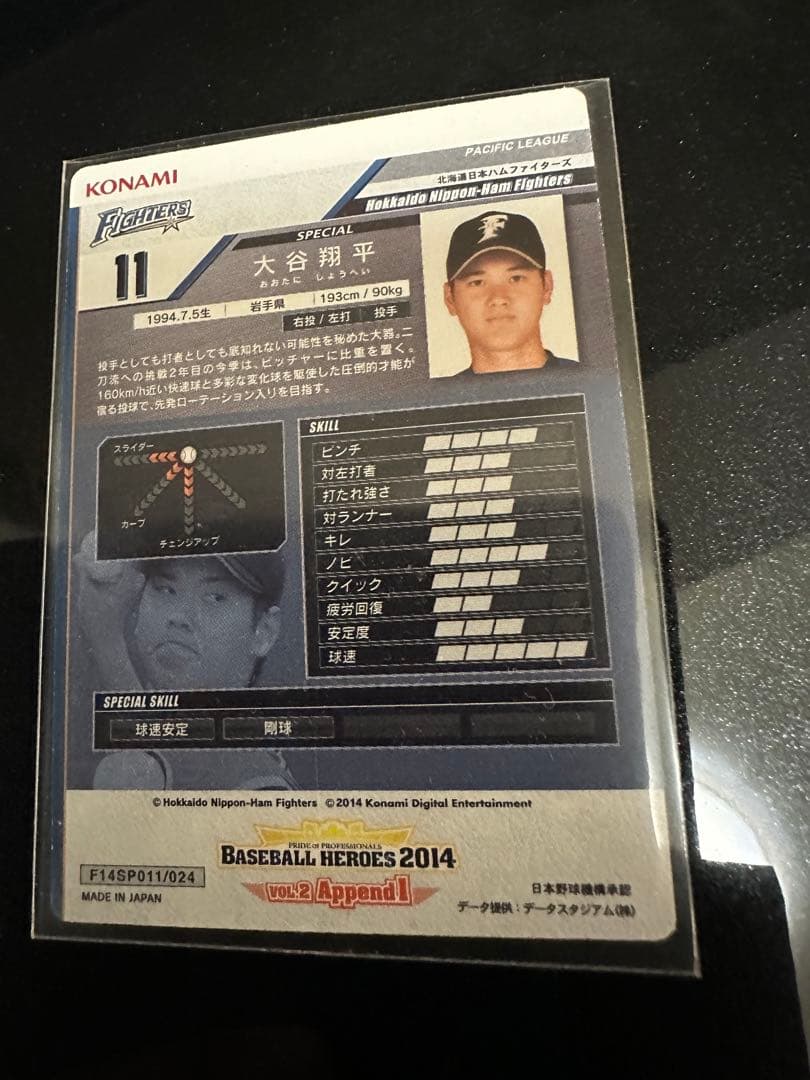 KONAMI
PACIFIC LEAGUE
北海道日本ハムファイターズ
Hokkaido Nippon-Ham Fighters
FIGHTERS
SPECIAL
11
大谷翔平
おおたに しょうへい
1994.7.5生 岩手県 193cm / 90kg
右投 / 左打 投手
投手としても打者としても底知れない可能性を秘めた大器。二
刀流への挑戦2年目の今季は、ピッチャーに比重を置く。
160km/h近い快速球と多彩な変化球を駆使した圧倒的才能が
宿る投球で、先発ローテーション入りを目指す。
スライダー
カーブ
チェンジアップ
SKILL
ピンチ
対左打者
打たれ強さ
対ランナー
キレ
ノビ
クイック
疲労回復
安定度
球速
SPECIAL SKILL
球速安定 剛球
©Hokkaido Nippon-Ham Fighters ©2014 Konami Digital Entertainment
PRIDE of PROFESSIONALS
BASEBALL HEROES 2014
VOL.2 Append1
F14SP011/024
MADE IN JAPAN
日本野球機構承認
データ提供：データスタジアム(株)